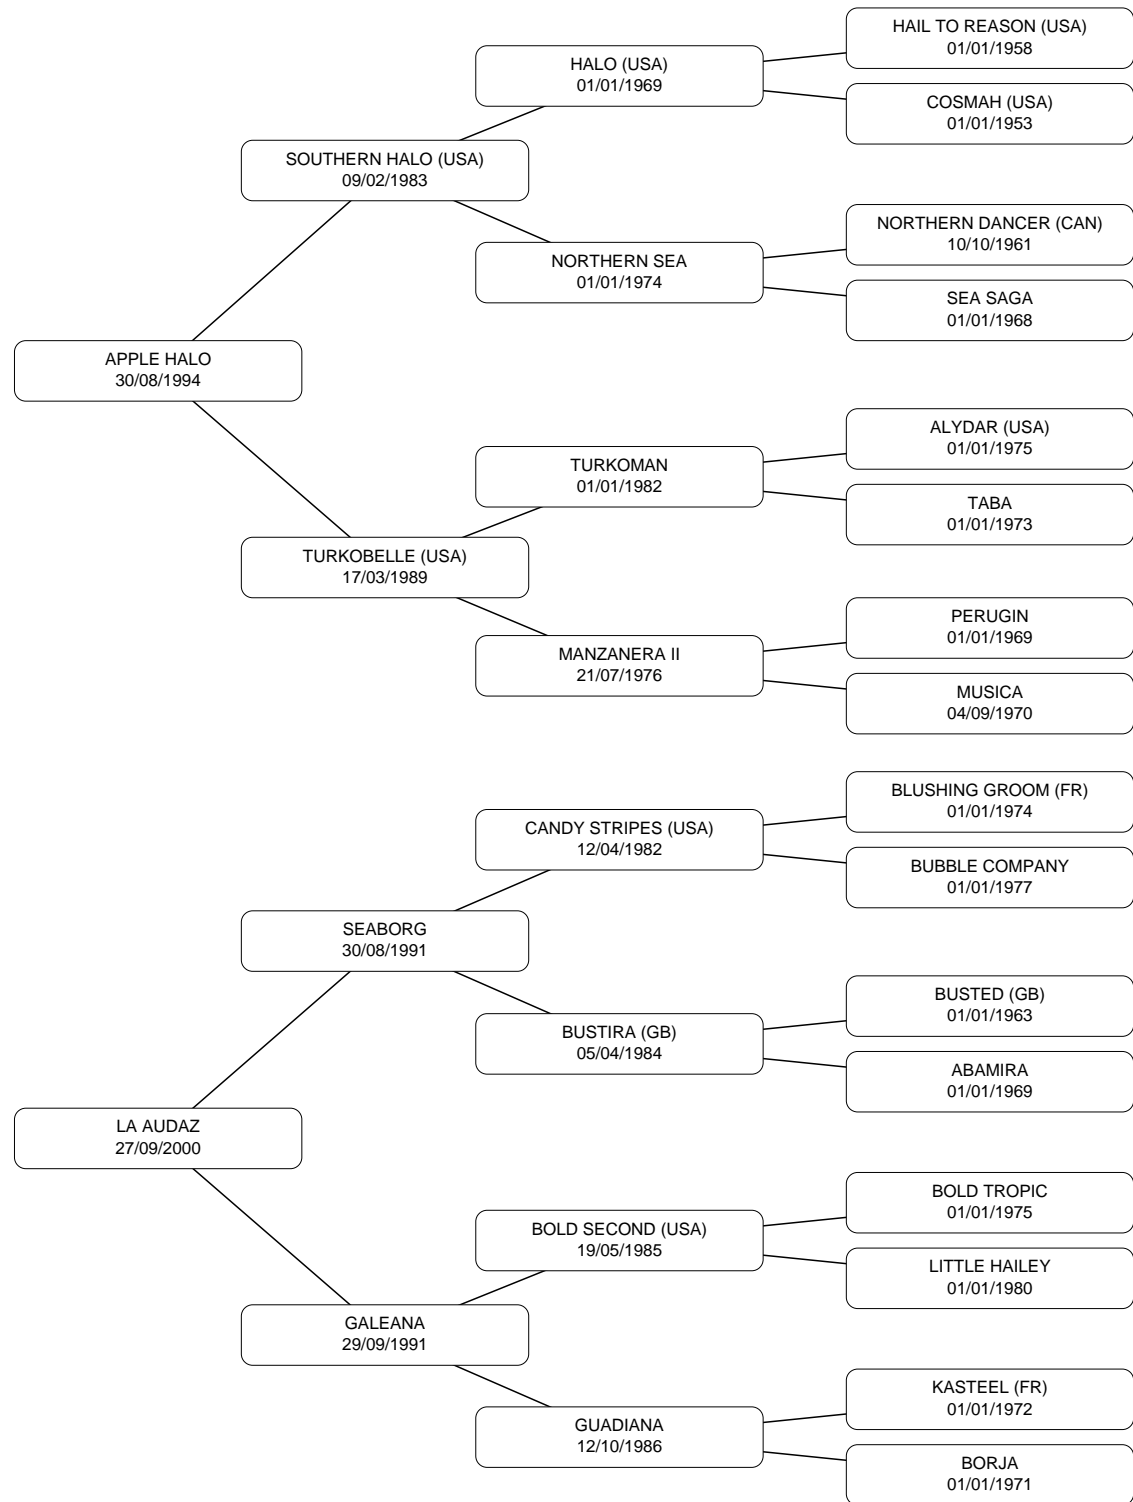 HAIL TO REASON (USA)
01/01/1958
HALO (USA)
01/01/1969
COSMAH (USA)
01/01/1953
SOUTHERN HALO (USA)
09/02/1983
NORTHERN DANCER (CAN)
10/10/1961
NORTHERN SEA
01/01/1974
SEA SAGA
01/01/1968
APPLE HALO
30/08/1994
ALYDAR (USA)
01/01/1975
TURKOMAN
01/01/1982
TABA
01/01/1973
TURKOBELLE (USA)
17/03/1989
PERUGIN
01/01/1969
MANZANERA II
21/07/1976
MUSICA
04/09/1970
BLUSHING GROOM (FR)
01/01/1974
CANDY STRIPES (USA)
12/04/1982
BUBBLE COMPANY
01/01/1977
SEABORG
30/08/1991
BUSTED (GB)
01/01/1963
BUSTIRA (GB)
05/04/1984
ABAMIRA
01/01/1969
LA AUDAZ
27/09/2000
BOLD TROPIC
01/01/1975
BOLD SECOND (USA)
19/05/1985
LITTLE HAILEY
01/01/1980
GALEANA
29/09/1991
KASTEEL (FR)
01/01/1972
GUADIANA
12/10/1986
BORJA
01/01/1971